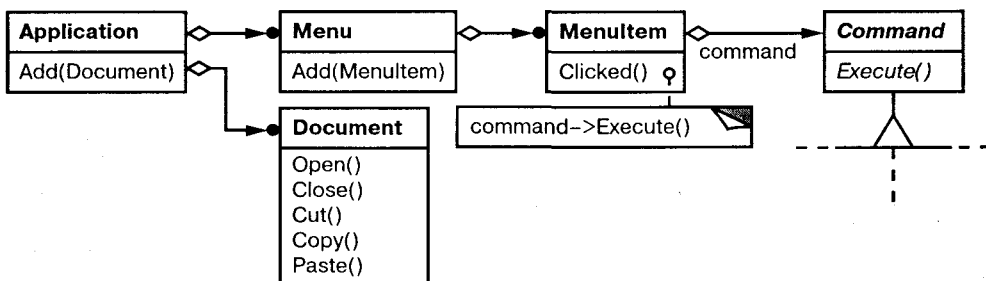 Application
Add(Document)
Menu
Add(MenuItem)
MenuItem
Clicked()
command
Command
Execute()
command->Execute()
Document
Open()
Close()
Cut()
Copy()
Paste()